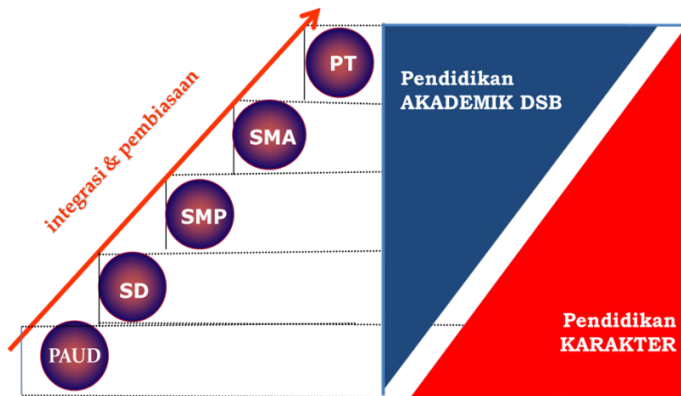 PT
Pendidikan
AKADEMIK DSB
SMA
integrasi & pembiasaan
SMP
SD
Pendidikan
KARAKTER
PAUD